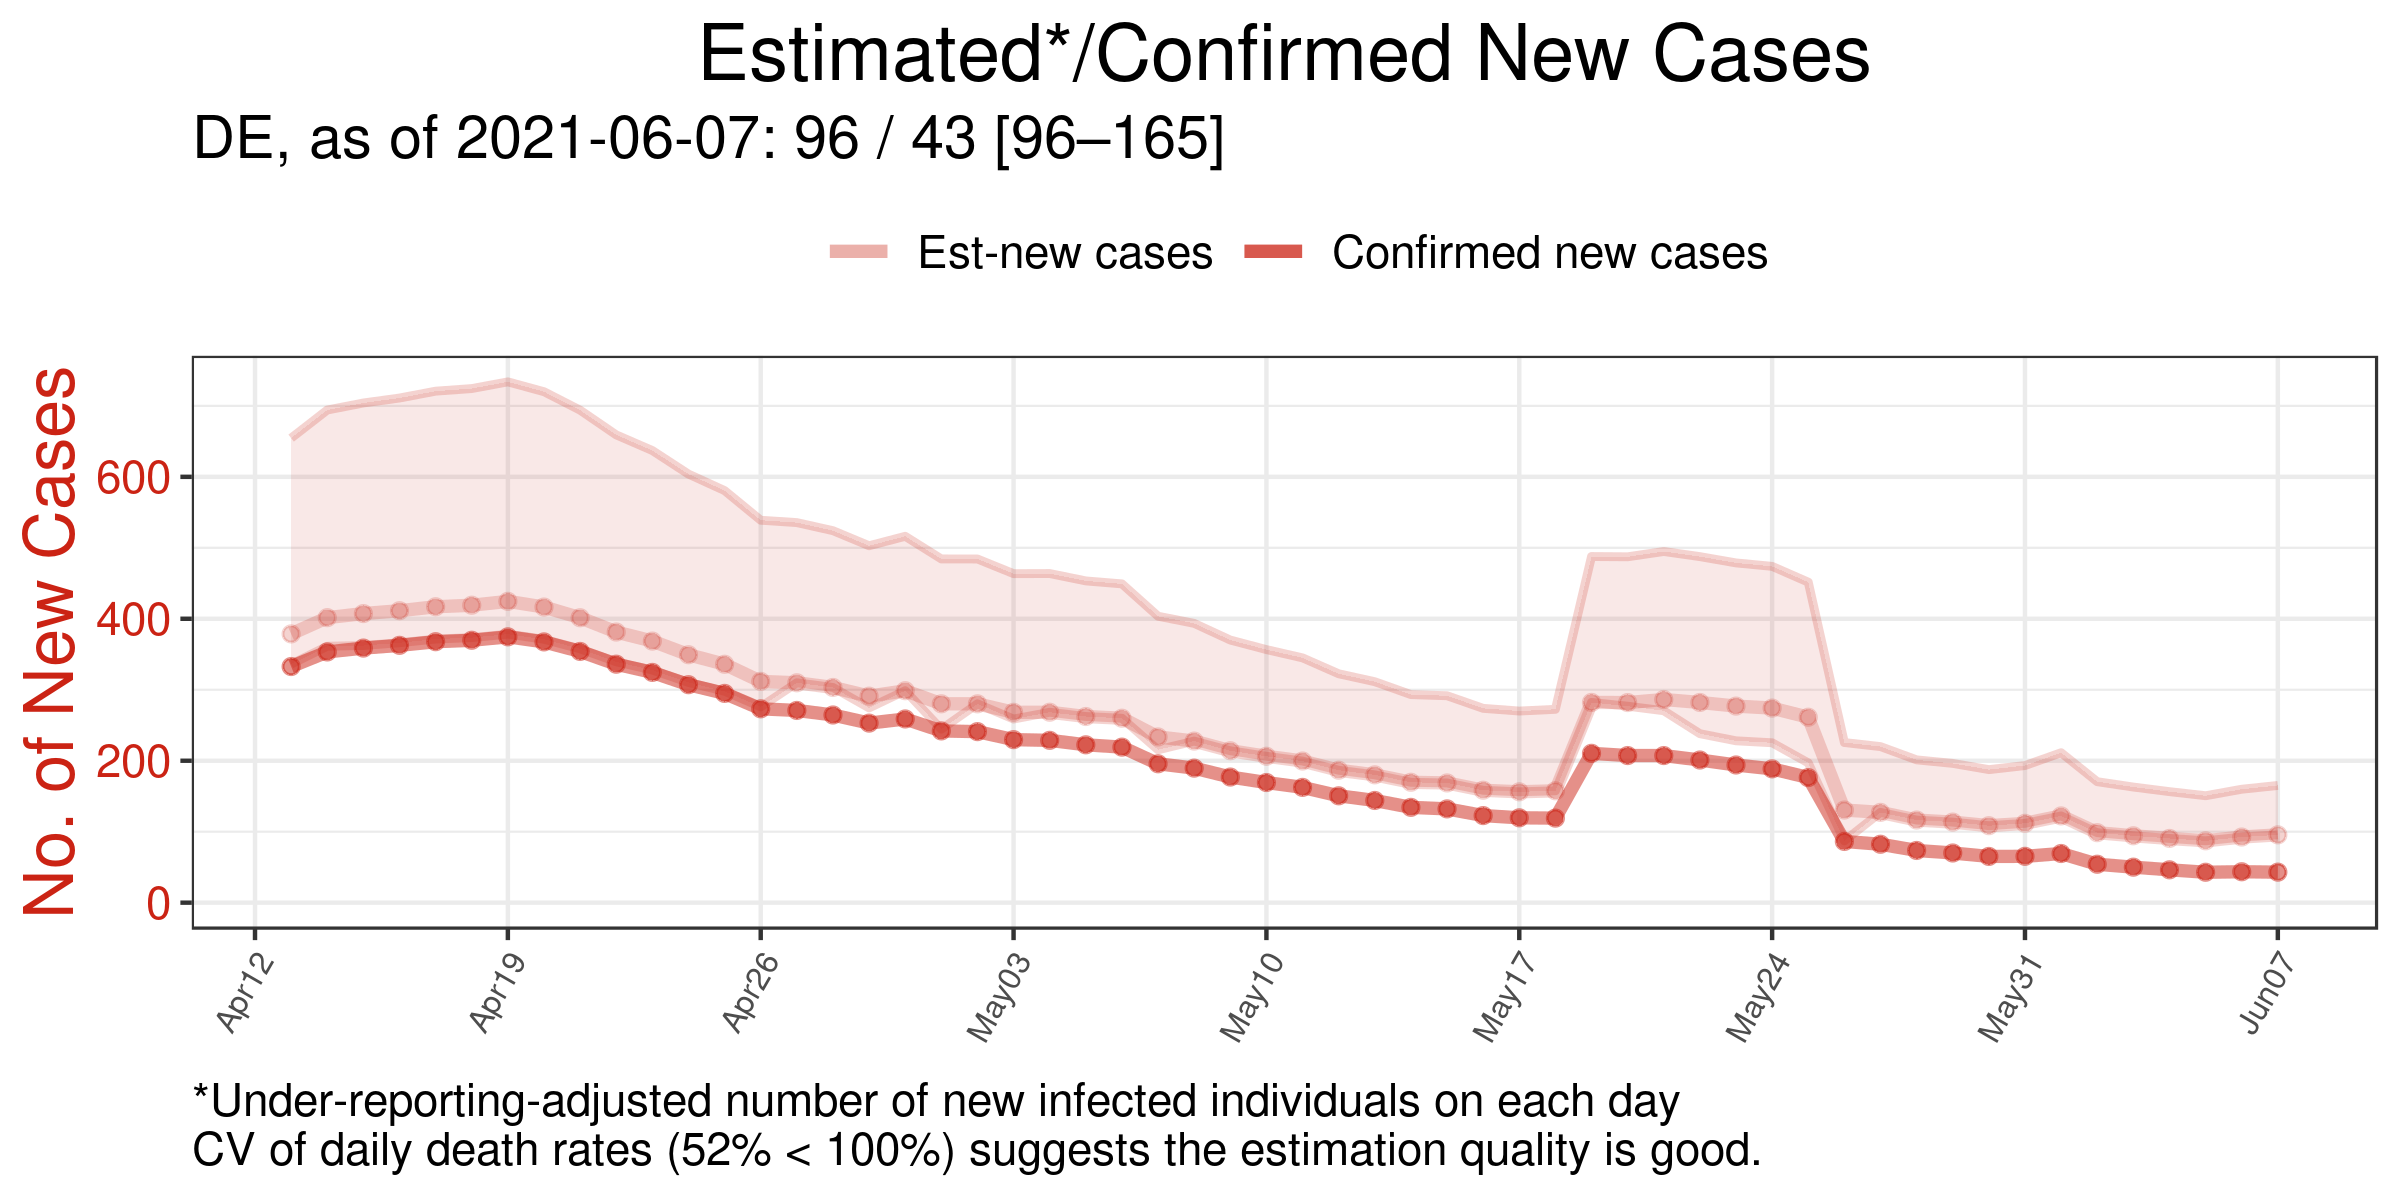 Estimated*/Confirmed New Cases
DE, as of 2021-06-07: 96 / 43 [96–165]
Est-new cases
Confirmed new cases
No. of New Cases
600
400
200
0
Apr12
Apr19
Apr26
May03
May10
May17
May24
May31
Jun07
*Under-reporting-adjusted number of new infected individuals on each day
CV of daily death rates (52% < 100%) suggests the estimation quality is good.